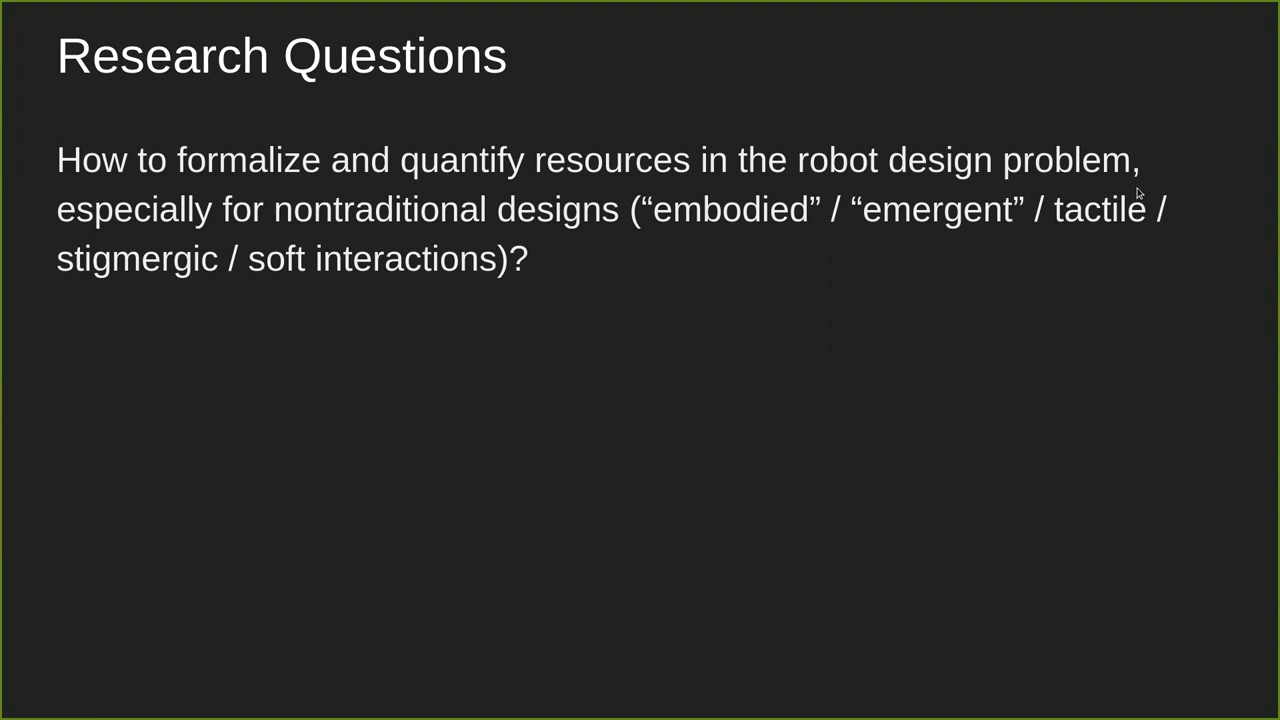 Research Questions
How to formalize and quantify resources in the robot design problem,
especially for nontraditional designs (“embodied” / “emergent” / tactile /
stigmergic / soft interactions)?